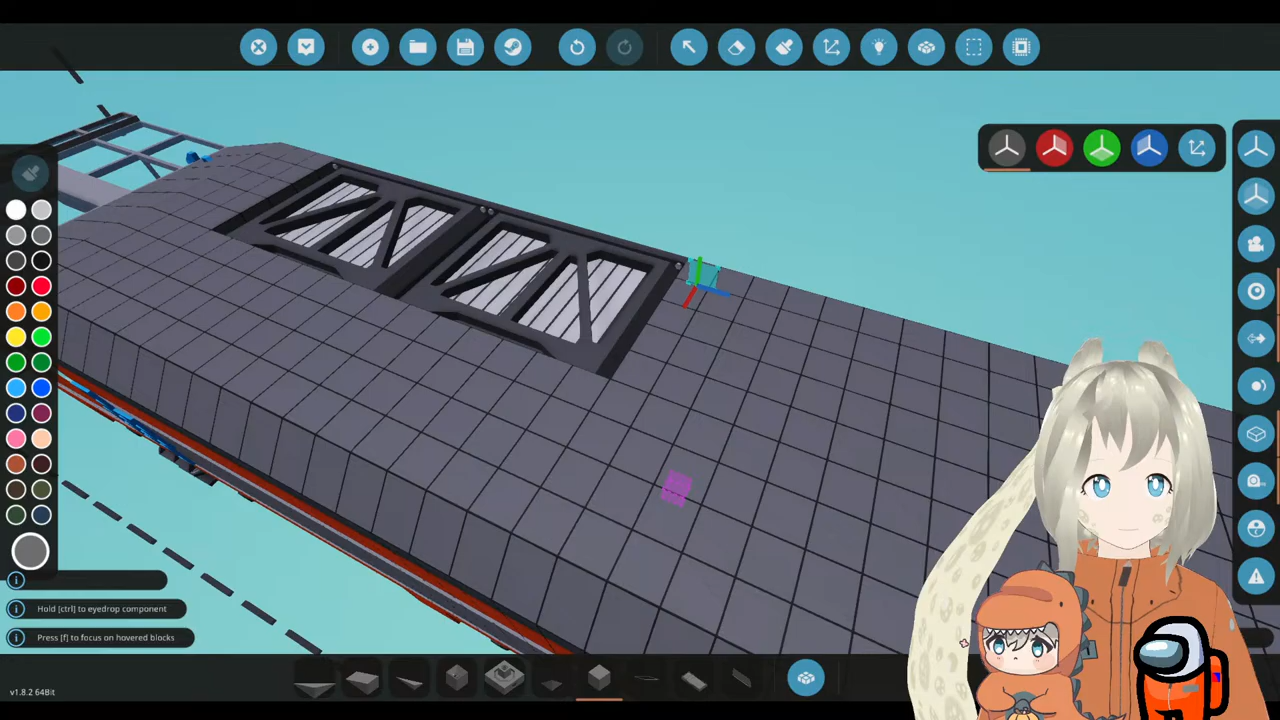 Hold [ctrl] to eyedrop component
Press [f] to focus on hovered blocks
v1.8.2 64Bit